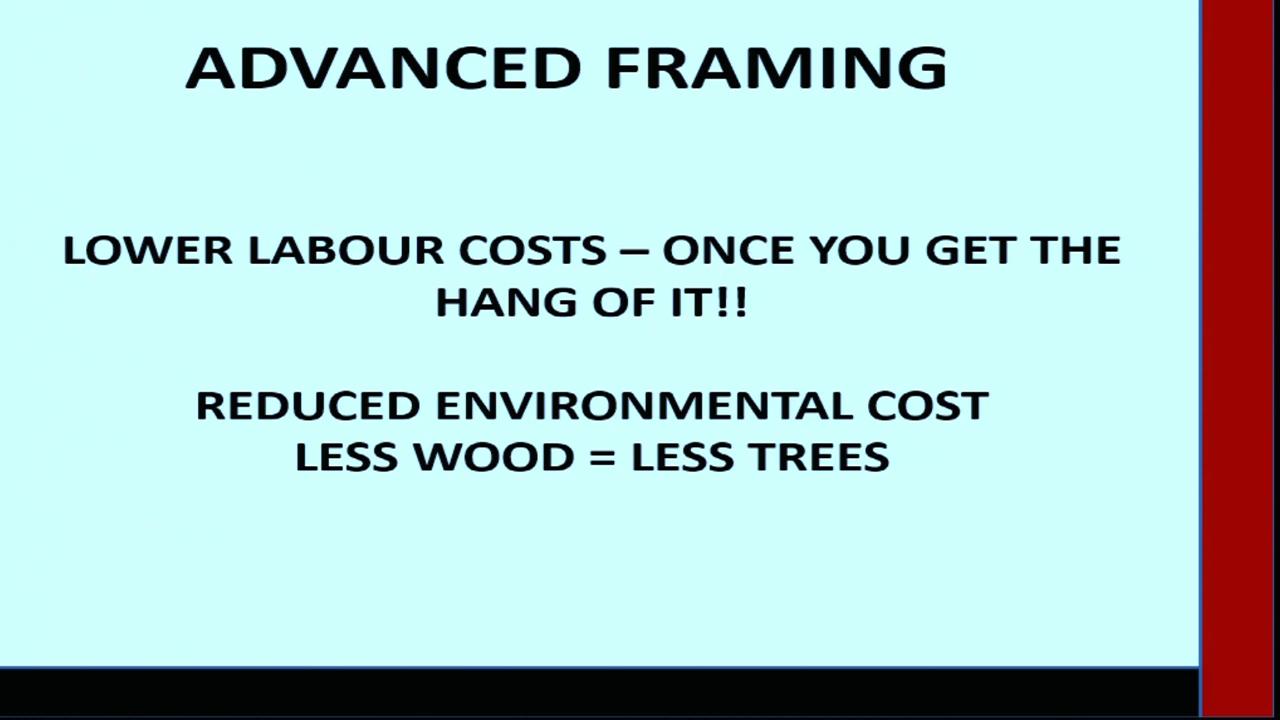 ADVANCED FRAMING
LOWER LABOUR COSTS – ONCE YOU GET THE
HANG OF IT!!
REDUCED ENVIRONMENTAL COST
LESS WOOD = LESS TREES